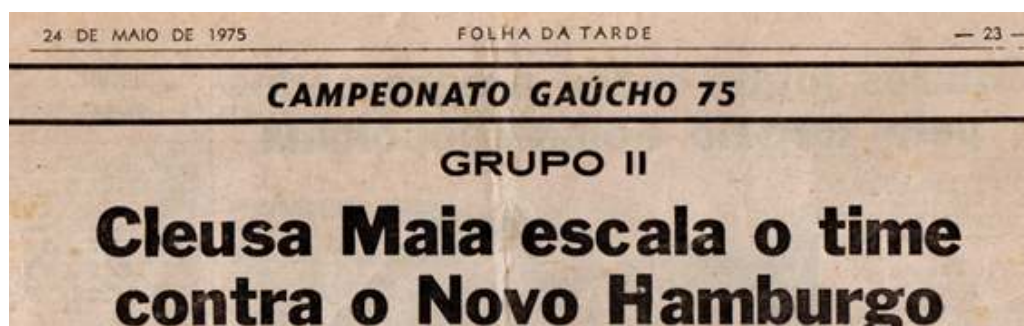 24 DE MAIO DE 1975 FOLHA DA TARDE — 23 —
CAMPEONATO GAÚCHO 75
GRUPO II
Cleusa Maia escala o time
contra o Novo Hamburgo